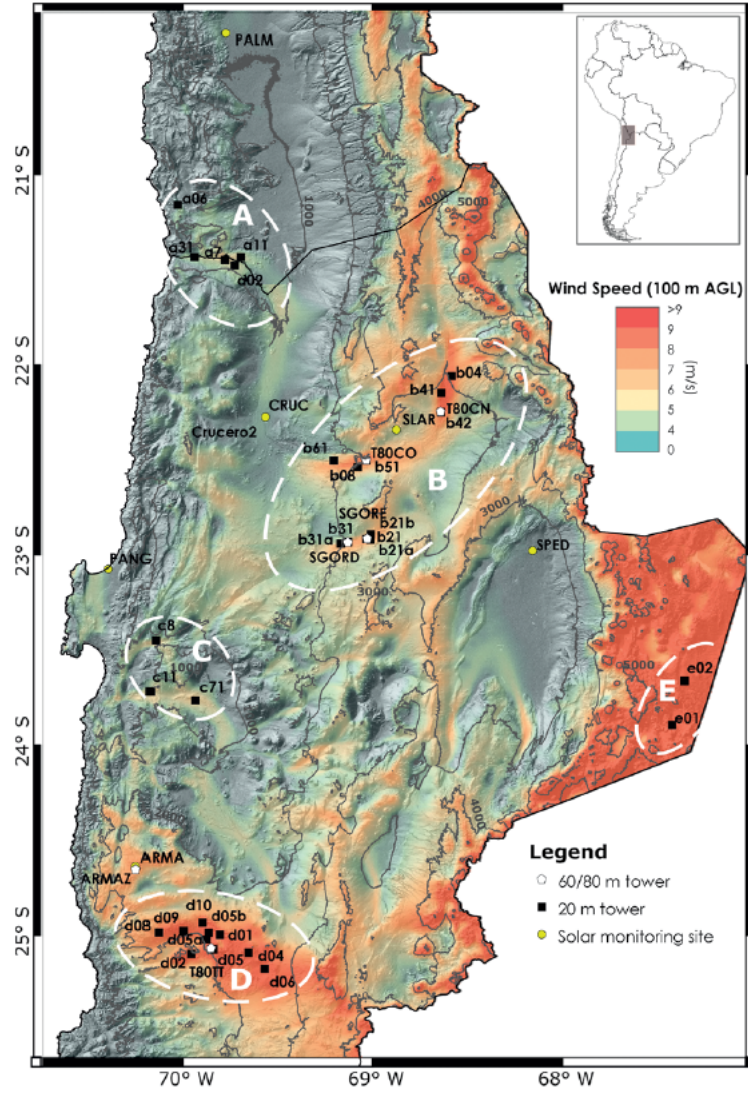 PALM
21° S
a06
A
1000
4000
5000
a31
a7
a11
d02
Wind Speed (100 m AGL)
>9
9
8
7
6
5
4
0
(m/s)
22° S
b04
b41
CRUC
SLAR
T80CN
b42
Crucero2
b61
T80CO
b08
b51
B
SGORE
b21b
b31
b31a
b21
b21a
SGORD
3000
23° S
PANG
SPED
3000
c8
C
1000
c11
c71
5000
e02
E
e01
24° S
4000
ARMA
ARMAZ
Legend
60/80 m tower
20 m tower
Solar monitoring site
d10
d09
d05b
d08
d01
25° S
d05a
d05
d04
d02
T80TT
D
d06
70° W
69° W
68° W